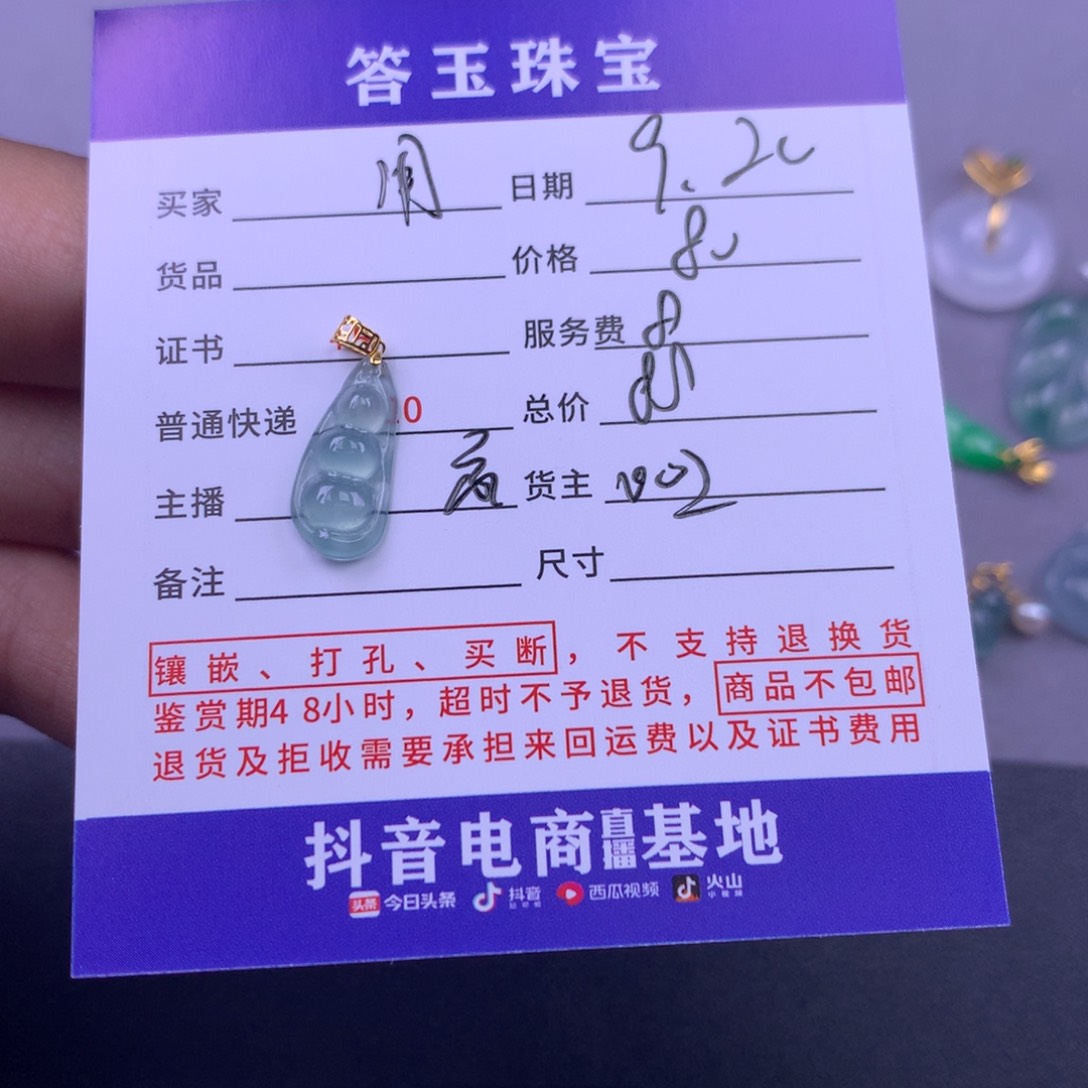 答玉珠宝
买家 日期 9.20
货品 价格 80
证书 服务费 8
普通快递 10 总价
主播 货主
备注 尺寸
镶嵌、打孔、买断，不支持退换货
鉴赏期48小时，超时不予退货，商品不包邮
退货及拒收需要承担来回运费以及证书费用
抖音电商直播基地
头条 今日头条 抖音 西瓜视频 火山